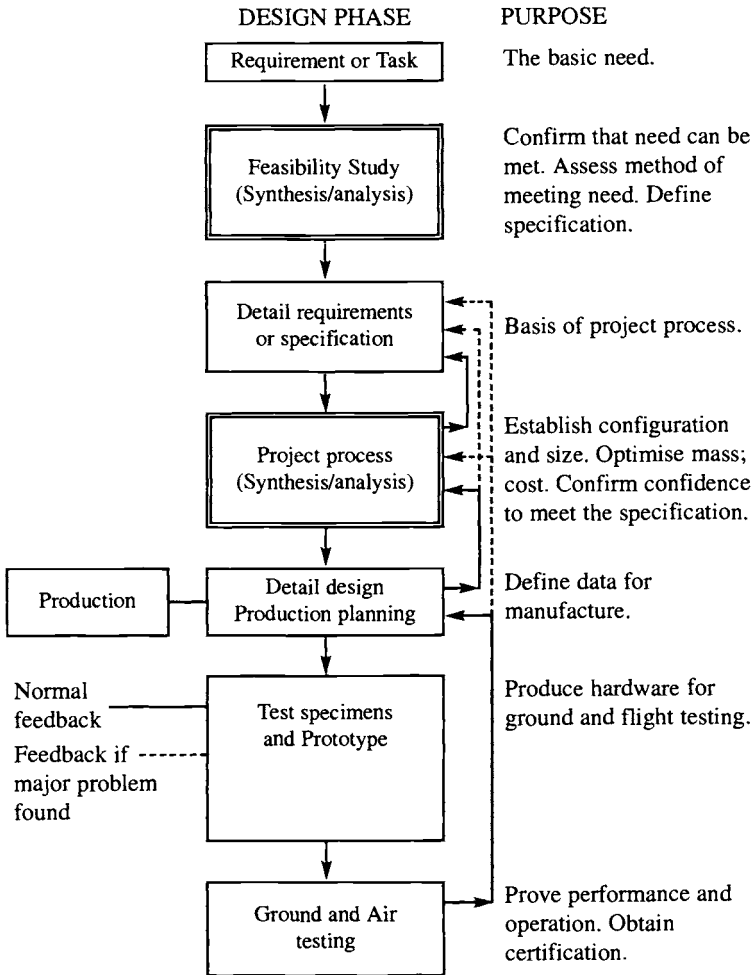 DESIGN PHASE
PURPOSE
Requirement or Task
The basic need.
Feasibility Study
(Synthesis/analysis)
Confirm that need can be
met. Assess method of
meeting need. Define
specification.
Detail requirements
or specification
Basis of project process.
Project process
(Synthesis/analysis)
Establish configuration
and size. Optimise mass;
cost. Confirm confidence
to meet the specification.
Production
Detail design
Production planning
Define data for
manufacture.
Normal
feedback
Feedback if
major problem
found
Test specimens
and Prototype
Produce hardware for
ground and flight testing.
Ground and Air
testing
Prove performance and
operation. Obtain
certification.